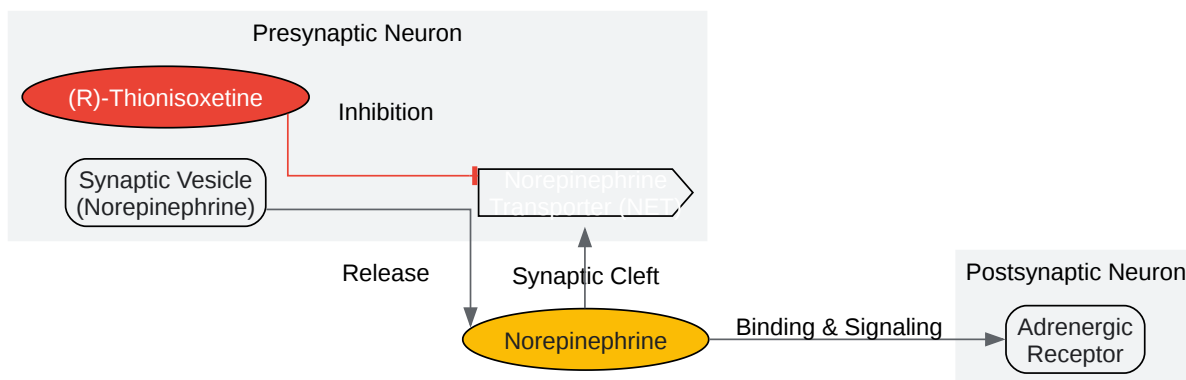 Presynaptic Neuron
(R)-Thionisoxetine
Inhibition
Synaptic Vesicle
(Norepinephrine)
Norepinephrine
Transporter (NET)
Release
Synaptic Cleft
Postsynaptic Neuron
Norepinephrine
Binding & Signaling
Adrenergic
Receptor